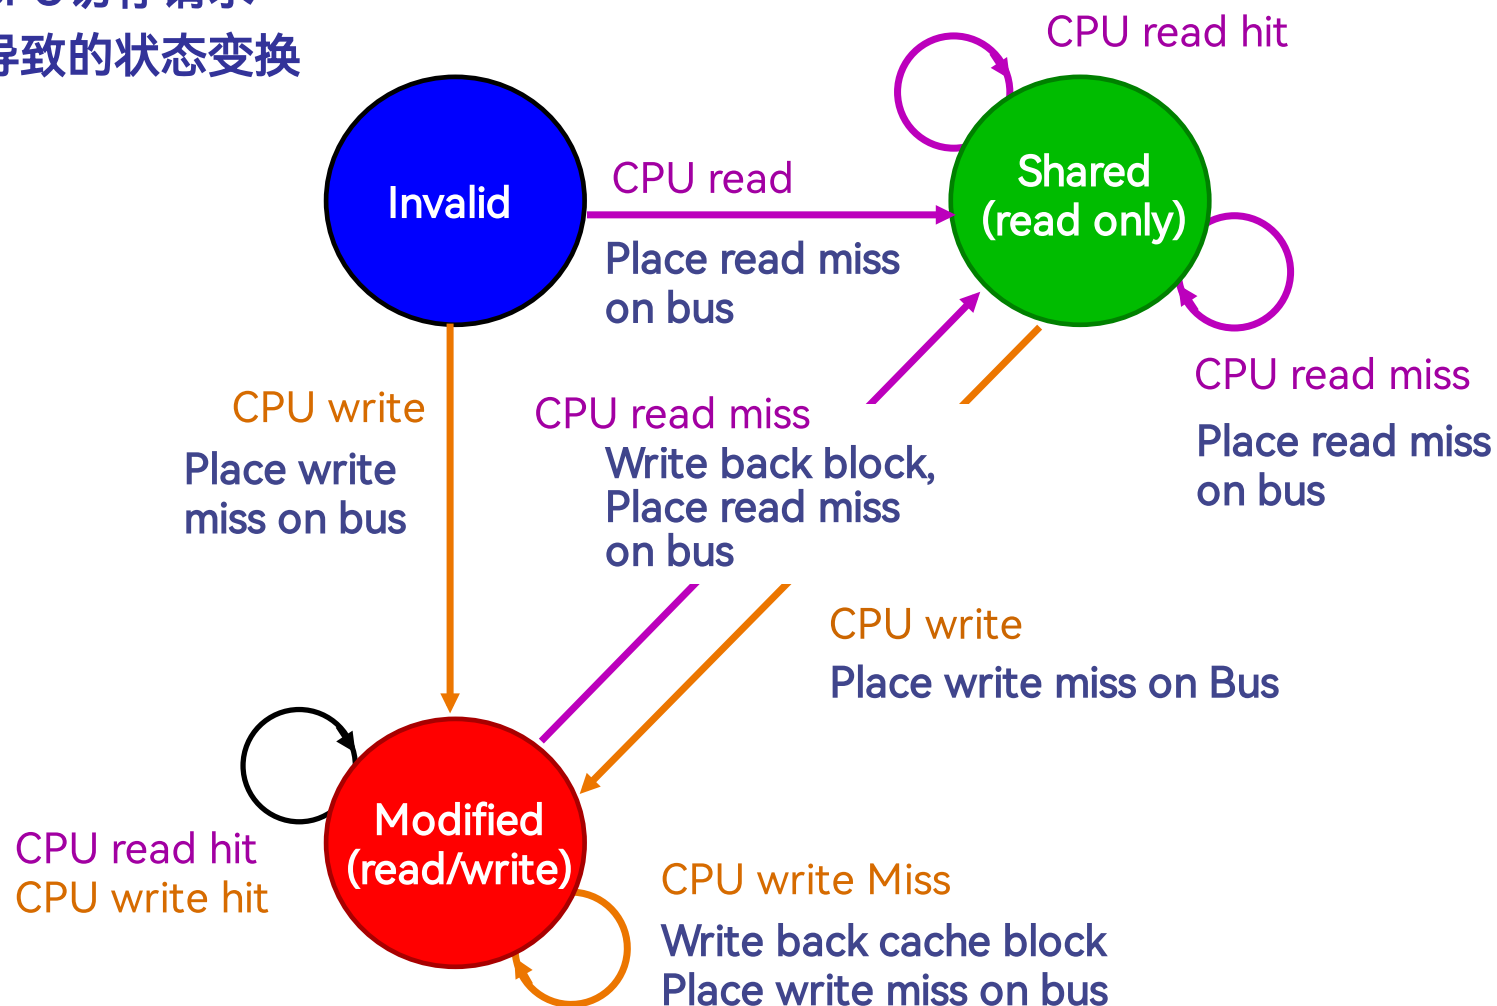 导致的状态变换
CPU read hit
Invalid
CPU read
Shared
(read only)
Place read miss
on bus
CPU read miss
Place read miss
on bus
CPU write
Place write
miss on bus
CPU read miss
Write back block,
Place read miss
on bus
CPU write
Place write miss on Bus
Modified
(read/write)
CPU read hit
CPU write hit
CPU write Miss
Write back cache block
Place write miss on bus